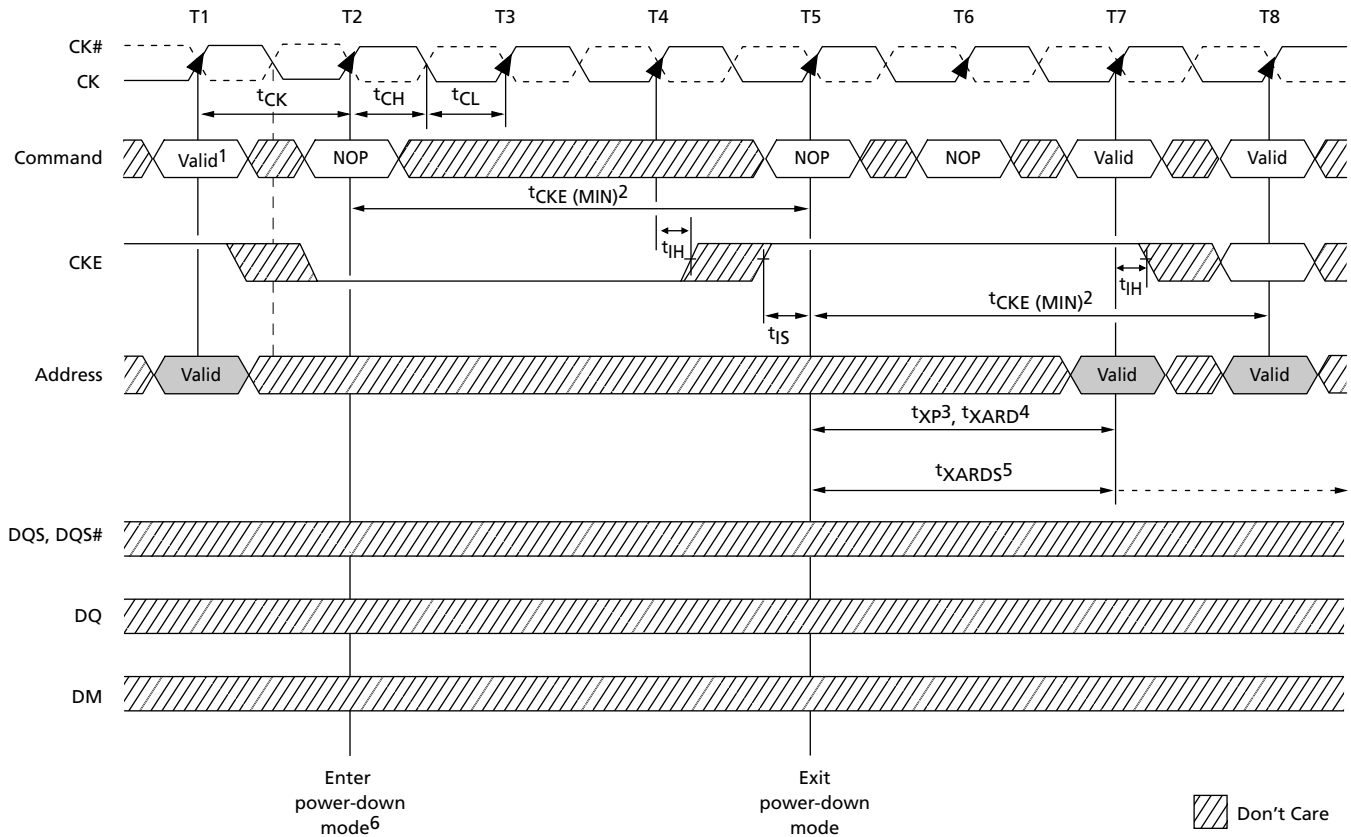 T1 T2 T3 T4 T5 T6 T7 T8
CK#
CK
tCK tCH tCL
Command Valid1 NOP NOP NOP Valid Valid
tCKE (MIN)2
CKE tIH tIH
tIS tCKE (MIN)2
Address Valid Valid Valid
tXP3, tXARD4
tXARDS5
DQS, DQS#
DQ
DM
Enter
power-down
mode6
Exit
power-down
mode
Don't Care